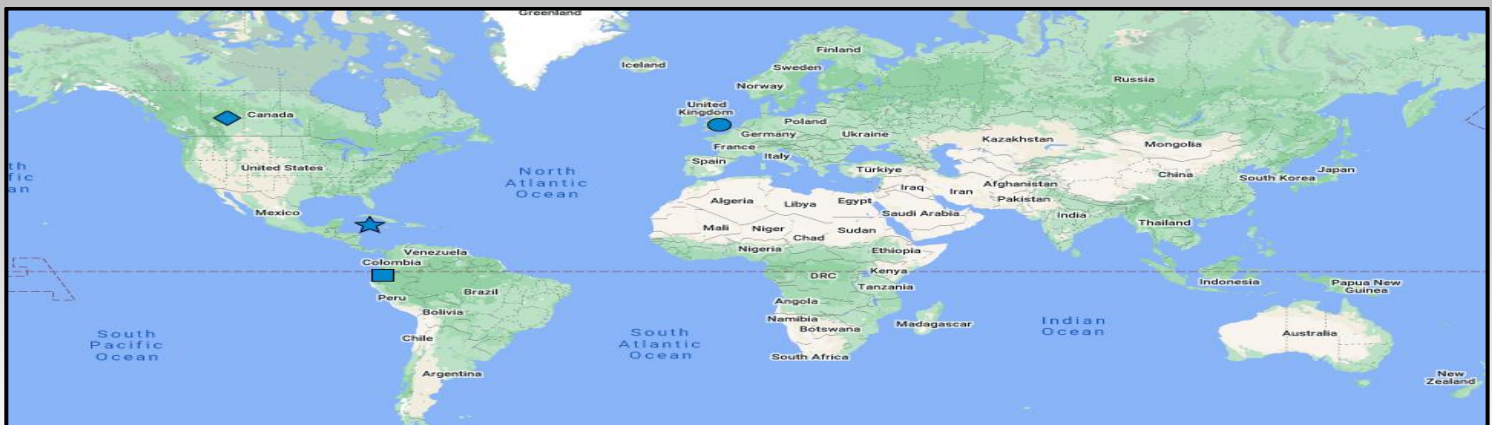 Greenland
Iceland
Finland
Sweden
Norway
Russia
United
Kingdom
Canada
Poland
Germany
Ukraine
Kazakhstan
Mongolia
France
Italy
Spain
Türkiye
United States
North
Atlantic
Ocean
th
fic
an
Iraq
Iran
Afghanistan
Pakistan
China
South Korea
Japan
Algeria
Libya
Egypt
Saudi Arabia
India
Thailand
Mexico
Mali
Niger
Chad
Sudan
Nigeria
Ethiopia
Venezuela
Colombia
DRC
Kenya
Tanzania
Indonesia
Papua New
Guinea
Peru
Brazil
Bolivia
Angola
Namibia
Botswana
Madagascar
Indian
Ocean
Australia
South
Pacific
Ocean
Chile
South
Atlantic
Ocean
South Africa
Argentina
New
Zealand